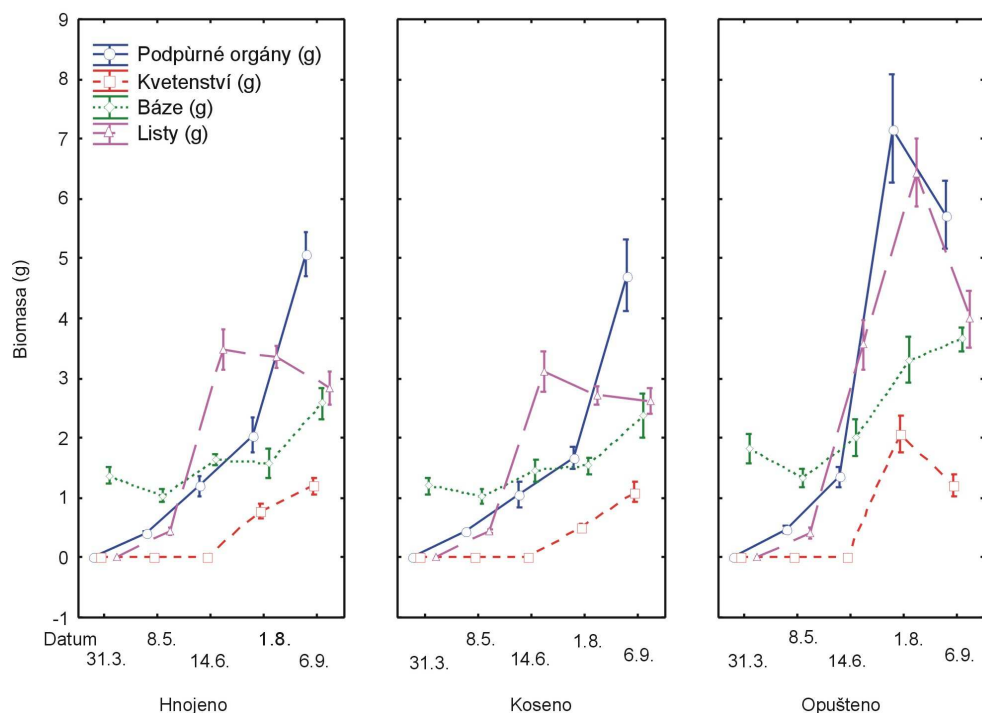 9
8
7
6
5
4
3
2
1
0
-1
Biomasa (g)
Podpùrné orgány (g)
Kvetenství (g)
Báze (g)
Listy (g)
Datum 8.5. 1.8. 8.5. 1.8. 8.5. 1.8.
31.3. 14.6. 6.9. 31.3. 14.6. 6.9. 31.3. 14.6. 6.9.
Hnojeno Koseno Opušteno